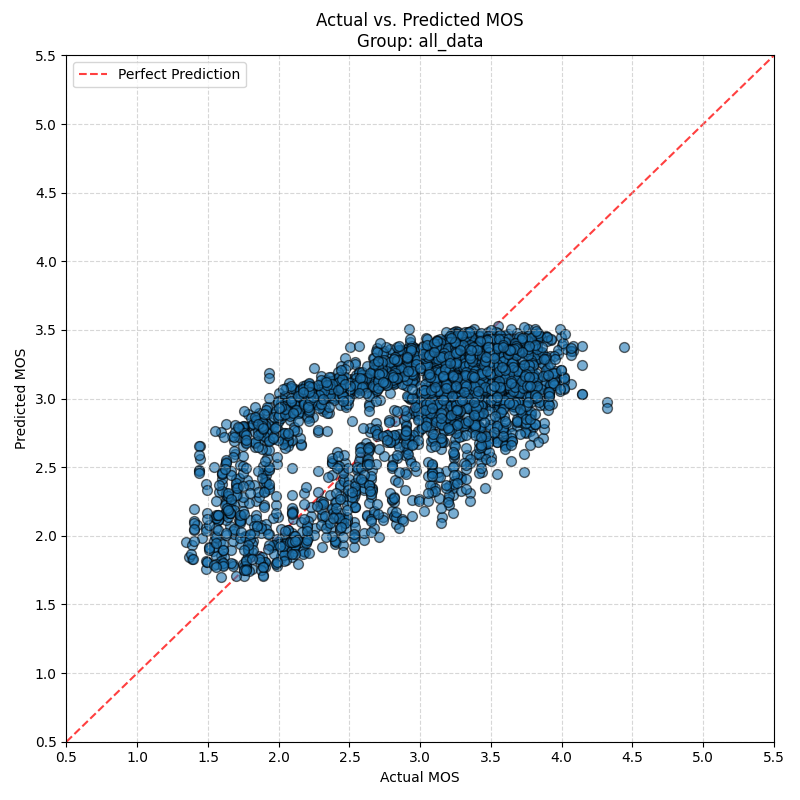 Actual vs. Predicted MOS
Group: all_data
Perfect Prediction
5.5
5.0
4.5
4.0
3.5
3.0
2.5
2.0
1.5
1.0
0.5
Predicted MOS
0.5 1.0 1.5 2.0 2.5 3.0 3.5 4.0 4.5 5.0 5.5
Actual MOS